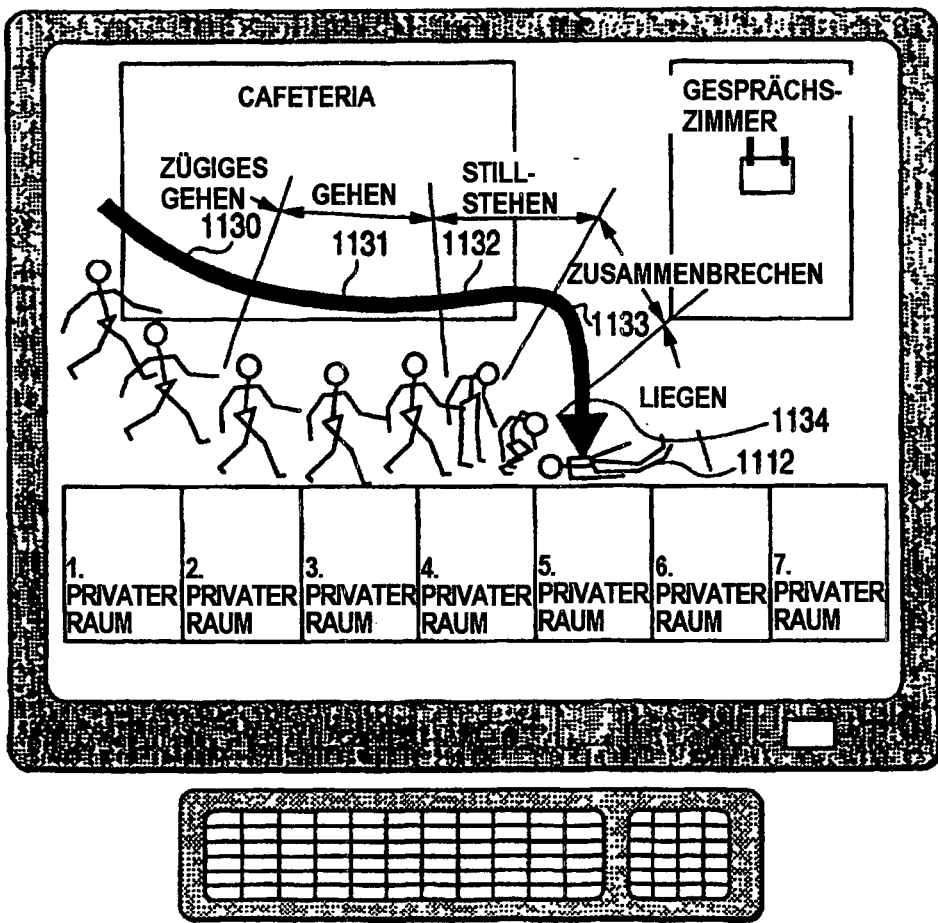 CAFETERIA
GESPRÄCHS-
ZIMMER
ZÜGIGES
GEHEN
GEHEN
STILL-
STEHEN
1130
1131
1132
ZUSAMMENBRECHEN
1133
LIEGEN
1134
1112
1.
PRIVATER
RAUM
2.
PRIVATER
RAUM
3.
PRIVATER
RAUM
4.
PRIVATER
RAUM
5.
PRIVATER
RAUM
6.
PRIVATER
RAUM
7.
PRIVATER
RAUM